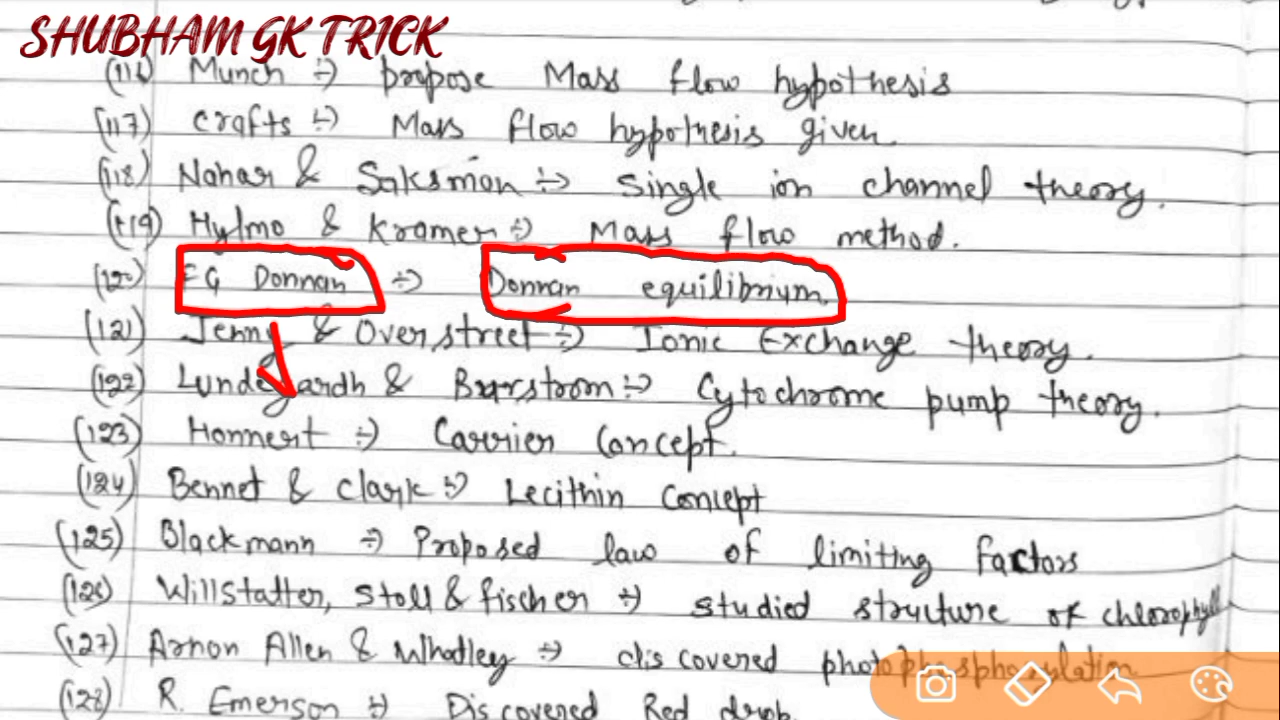 SHUBHAM GK TRICK
(116) Munch ÷> propose Mass flow hypothesis
(117) Crafts ÷> Mass flow hypothesis given.
(118) Nahar & Saksmon ÷> single ion channel theory.
(119) Hylmo & Kramer ÷> Mass flow method.
(120) FG Donnan ÷> Donnan equilibrium.
(121) Jenny & Overstreet ÷> Ionic Exchange theory.
(122) Lundegardh & Burstrom ÷> Cytochrome pump theory.
(123) Honnert ÷> Carrier Concept.
(124) Bennet & Clark ÷> Lecithin Concept
(125) Blackmann ÷> Proposed law of limiting factors
(126) Willstatter, Stoll & fischer ÷> studied structure of chlorophyll
(127) Arnon Allen & Whatley ÷> discovered photophosphorylation
(128) R. Emerson ÷> Discovered Red drop.